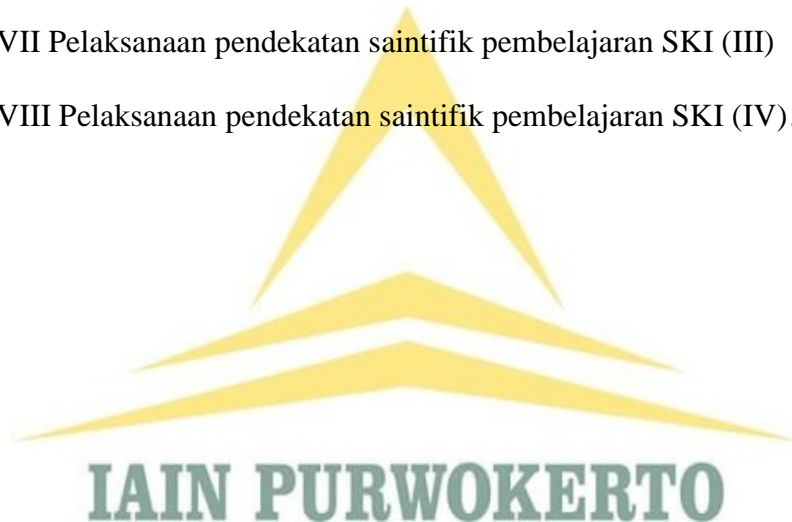 VII Pelaksanaan pendekatan saintifik pembelajaran SKI (III)
VIII Pelaksanaan pendekatan saintifik pembelajaran SKI (IV).
IAIN PURWOKERTO